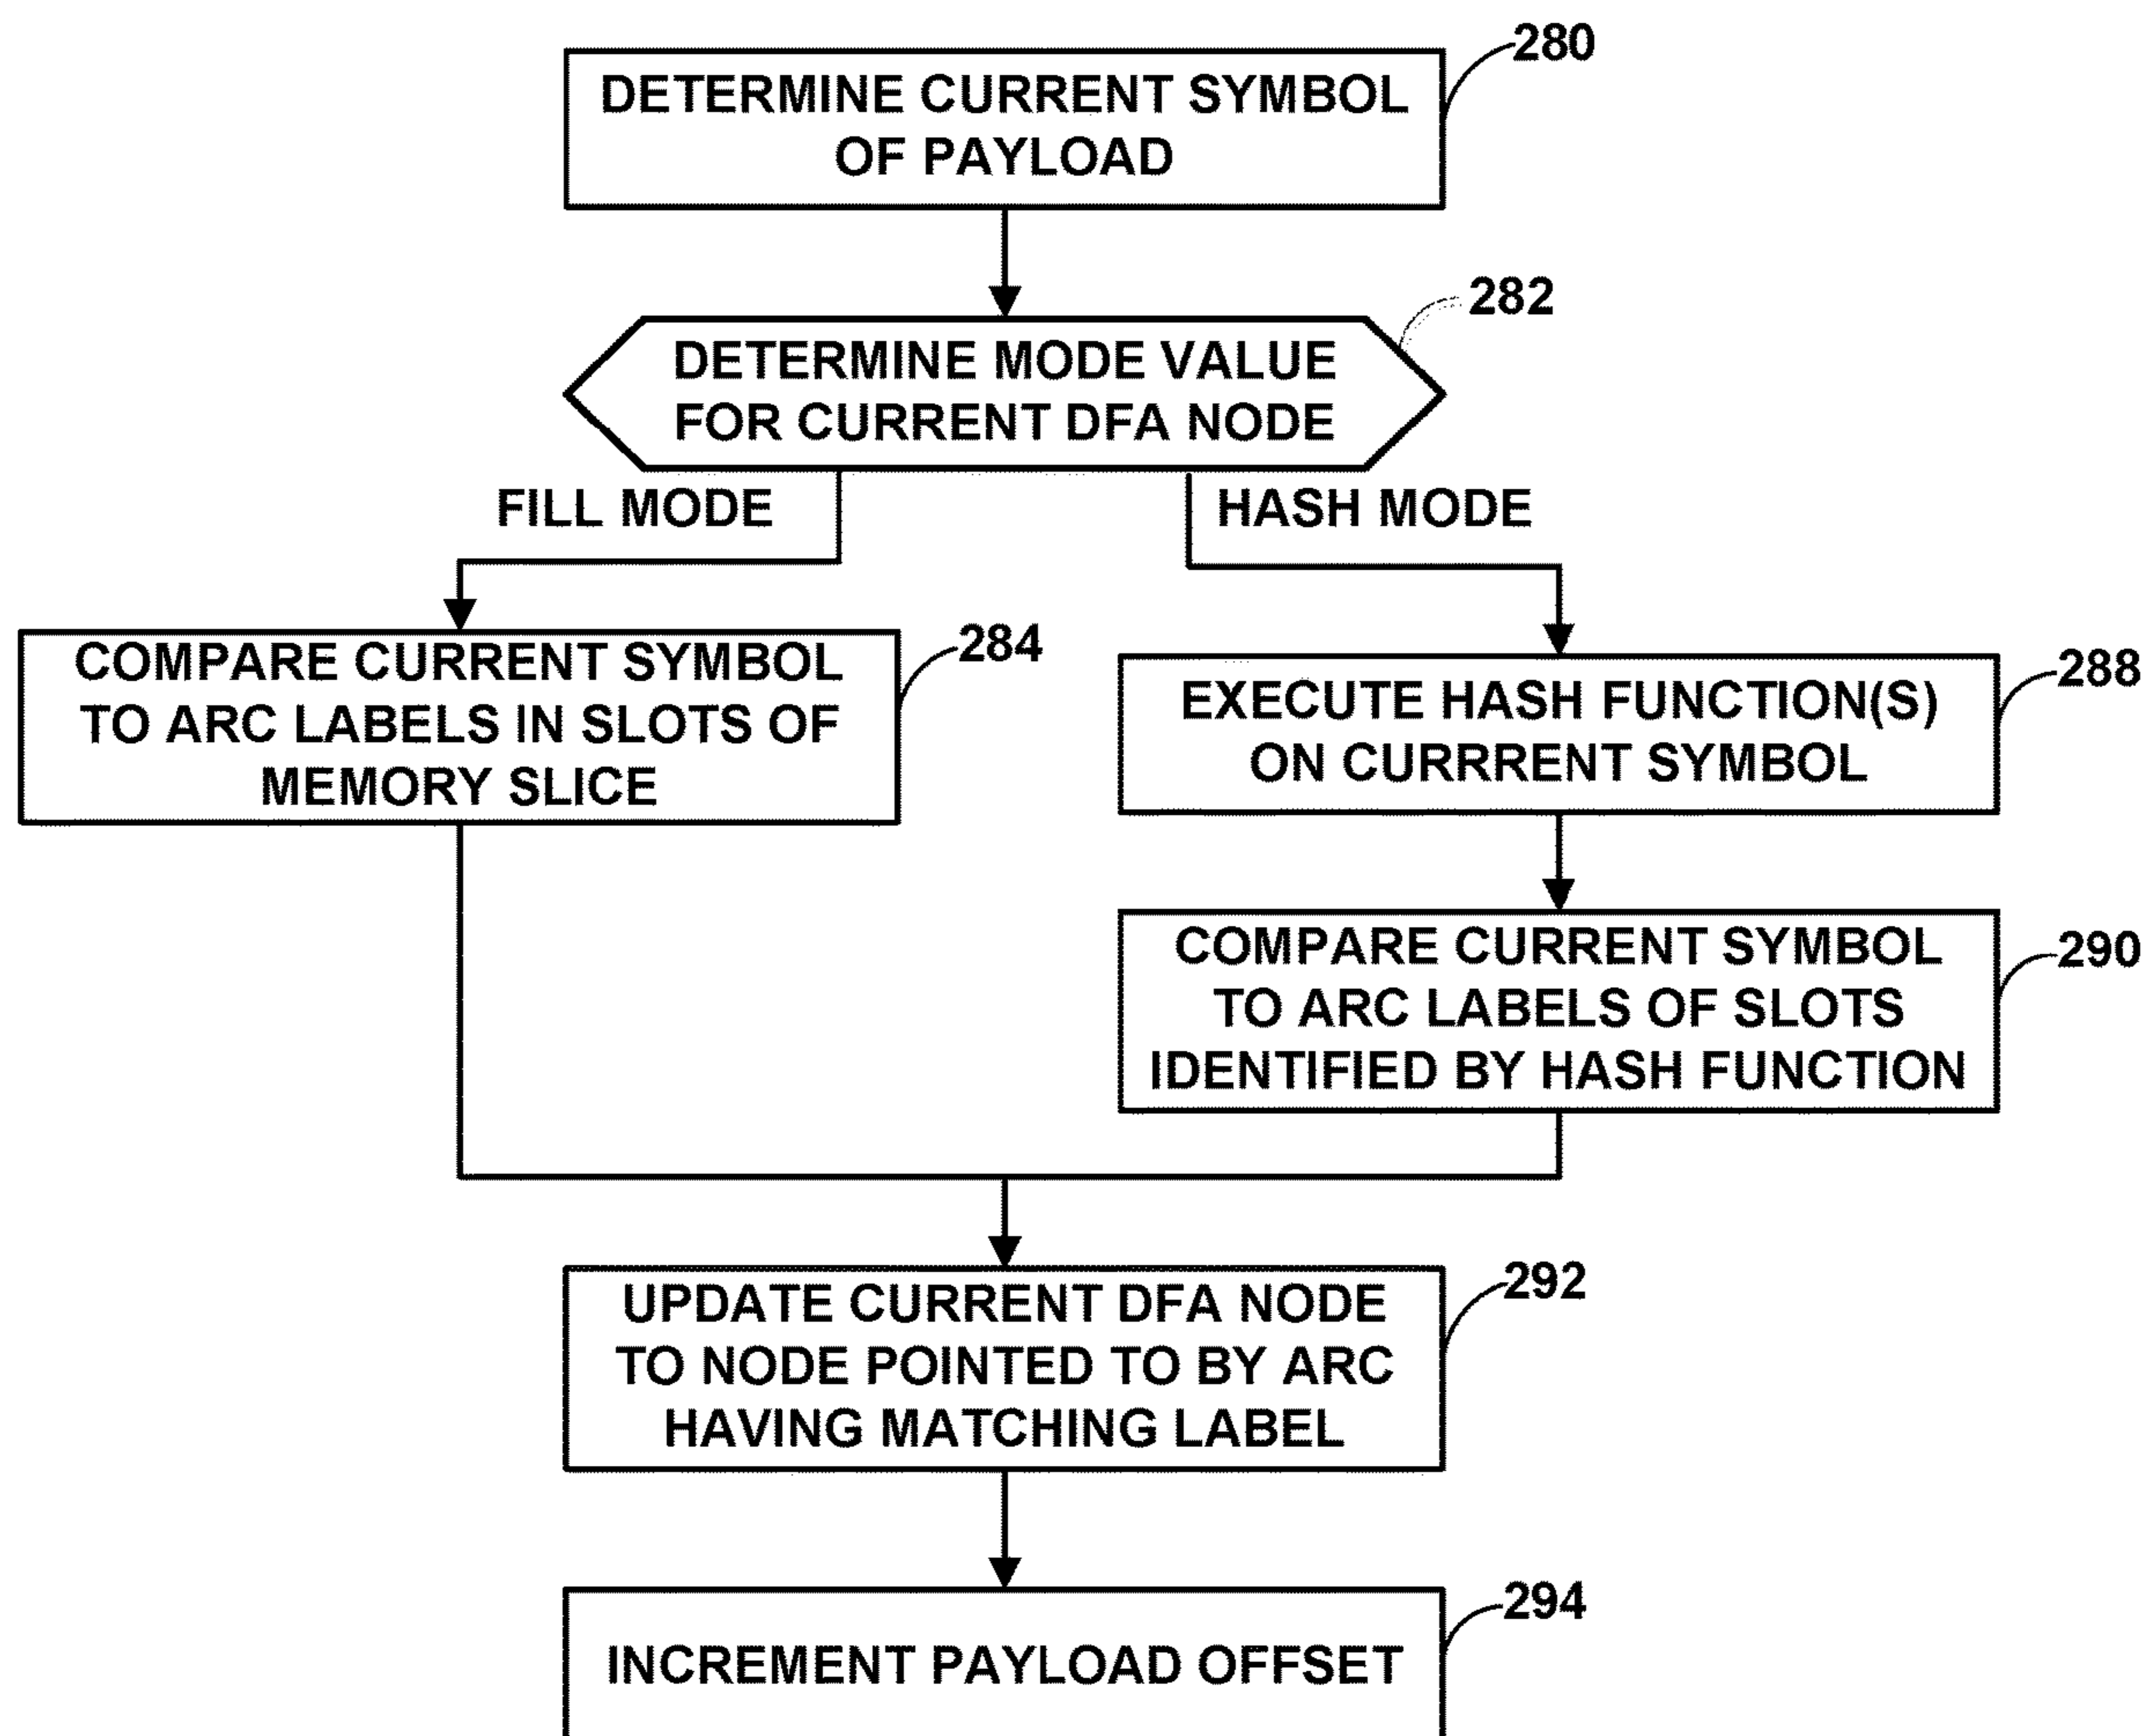 280
DETERMINE CURRENT SYMBOL
OF PAYLOAD
282
DETERMINE MODE VALUE
FOR CURRENT DFA NODE
FILL MODE
HASH MODE
284
COMPARE CURRENT SYMBOL
TO ARC LABELS IN SLOTS OF
MEMORY SLICE
288
EXECUTE HASH FUNCTION(S)
ON CURRRENT SYMBOL
290
COMPARE CURRENT SYMBOL
TO ARC LABELS OF SLOTS
IDENTIFIED BY HASH FUNCTION
292
UPDATE CURRENT DFA NODE
TO NODE POINTED TO BY ARC
HAVING MATCHING LABEL
294
INCREMENT PAYLOAD OFFSET